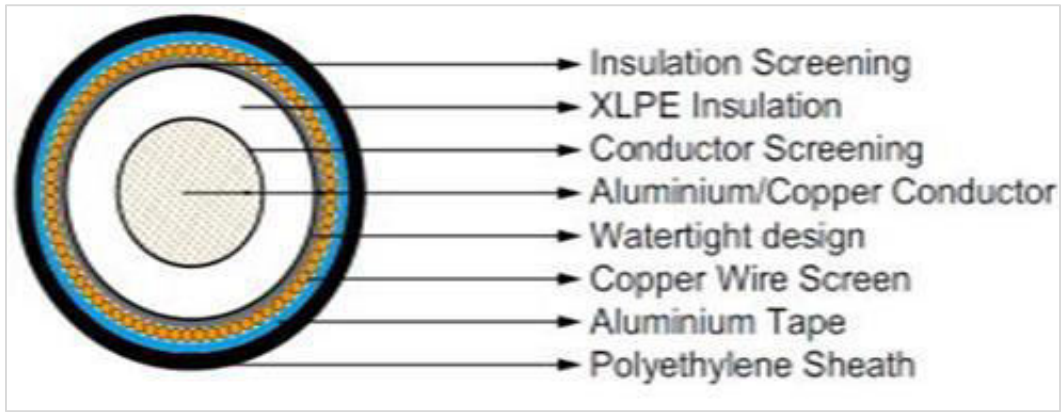 Insulation Screening
XLPE Insulation
Conductor Screening
Aluminium/Copper Conductor
Watertight design
Copper Wire Screen
Aluminium Tape
Polyethylene Sheath